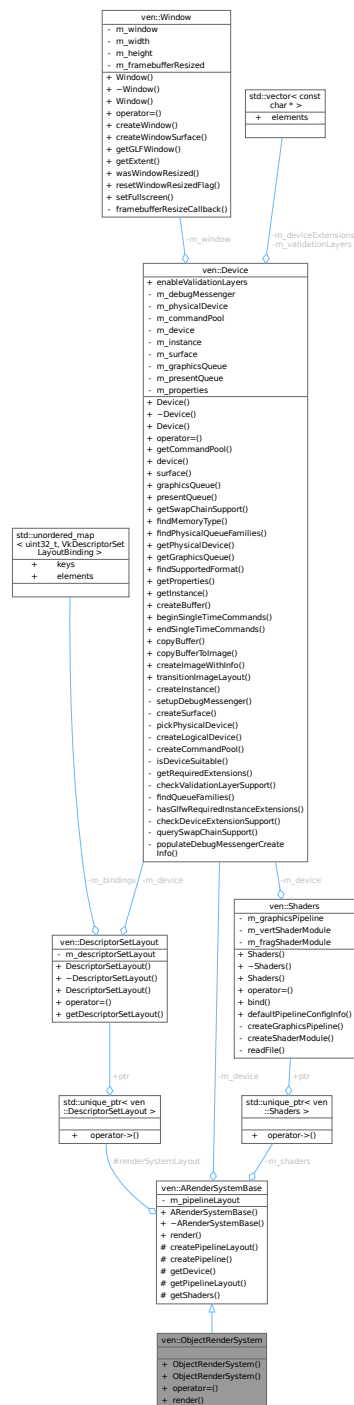 ven::Window
- m_window
- m_width
- m_height
- m_framebufferResized
+ Window()
+ ~Window()
+ Window()
+ operator=()
+ createWindow()
+ createWindowSurface()
+ getGLFWindow()
+ getExtent()
+ wasWindowResized()
+ resetWindowResizedFlag()
+ setFullscreen()
- framebufferResizeCallback()
std::vector< const
char * >
+ elements
-m_window
-m_deviceExtensions
-m_validationLayers
ven::Device
+ enableValidationLayers
- m_debugMessenger
- m_physicalDevice
- m_commandPool
- m_device
- m_instance
- m_surface
- m_graphicsQueue
- m_presentQueue
- m_properties
+ Device()
+ ~Device()
+ Device()
+ operator=()
+ getCommandPool()
+ device()
+ surface()
+ graphicsQueue()
+ presentQueue()
+ getSwapChainSupport()
+ findMemoryType()
+ findPhysicalQueueFamilies()
+ getPhysicalDevice()
+ getGraphicsQueue()
+ findSupportedFormat()
+ getProperties()
+ getInstance()
+ createBuffer()
+ beginSingleTimeCommands()
+ endSingleTimeCommands()
+ copyBuffer()
+ copyBufferToImage()
+ createImageWithInfo()
+ transitionImageLayout()
- createInstance()
- setupDebugMessenger()
- createSurface()
- pickPhysicalDevice()
- createLogicalDevice()
- createCommandPool()
- isDeviceSuitable()
- getRequiredExtensions()
- checkValidationLayerSupport()
- findQueueFamilies()
- hasGlfwRequiredInstanceExtensions()
- checkDeviceExtensionSupport()
- querySwapChainSupport()
- populateDebugMessengerCreate
Info()
std::unordered_map
< uint32_t, VkDescriptorSet
LayoutBinding >
+ keys
+ elements
-m_bindings
-m_device
-m_device
ven::DescriptorSetLayout
- m_descriptorSetLayout
+ DescriptorSetLayout()
+ ~DescriptorSetLayout()
+ DescriptorSetLayout()
+ operator=()
+ getDescriptorSetLayout()
ven::Shaders
- m_graphicsPipeline
- m_vertShaderModule
- m_fragShaderModule
+ Shaders()
+ ~Shaders()
+ Shaders()
+ operator=()
+ bind()
+ defaultPipelineConfigInfo()
- createGraphicsPipeline()
- createShaderModule()
- readFile()
+ptr
-m_device
+ptr
std::unique_ptr< ven
::DescriptorSetLayout >
+ operator->()
std::unique_ptr< ven
::Shaders >
+ operator->()
#renderSystemLayout
-m_shaders
ven::ARenderSystemBase
- m_pipelineLayout
+ ARenderSystemBase()
+ ~ARenderSystemBase()
+ render()
# createPipelineLayout()
# createPipeline()
# getDevice()
# getPipelineLayout()
# getShaders()
ven::ObjectRenderSystem
+ ObjectRenderSystem()
+ ObjectRenderSystem()
+ operator=()
+ render()